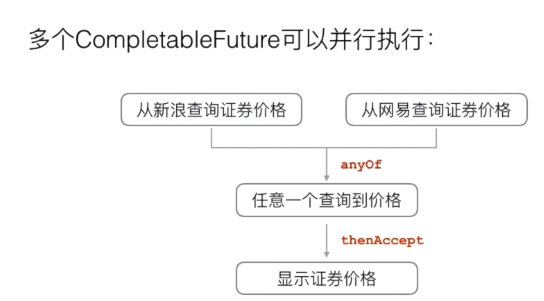 多个CompletableFuture可以并行执行：
从新浪查询证券价格
从网易查询证券价格
anyOf
任意一个查询到价格
thenAccept
显示证券价格